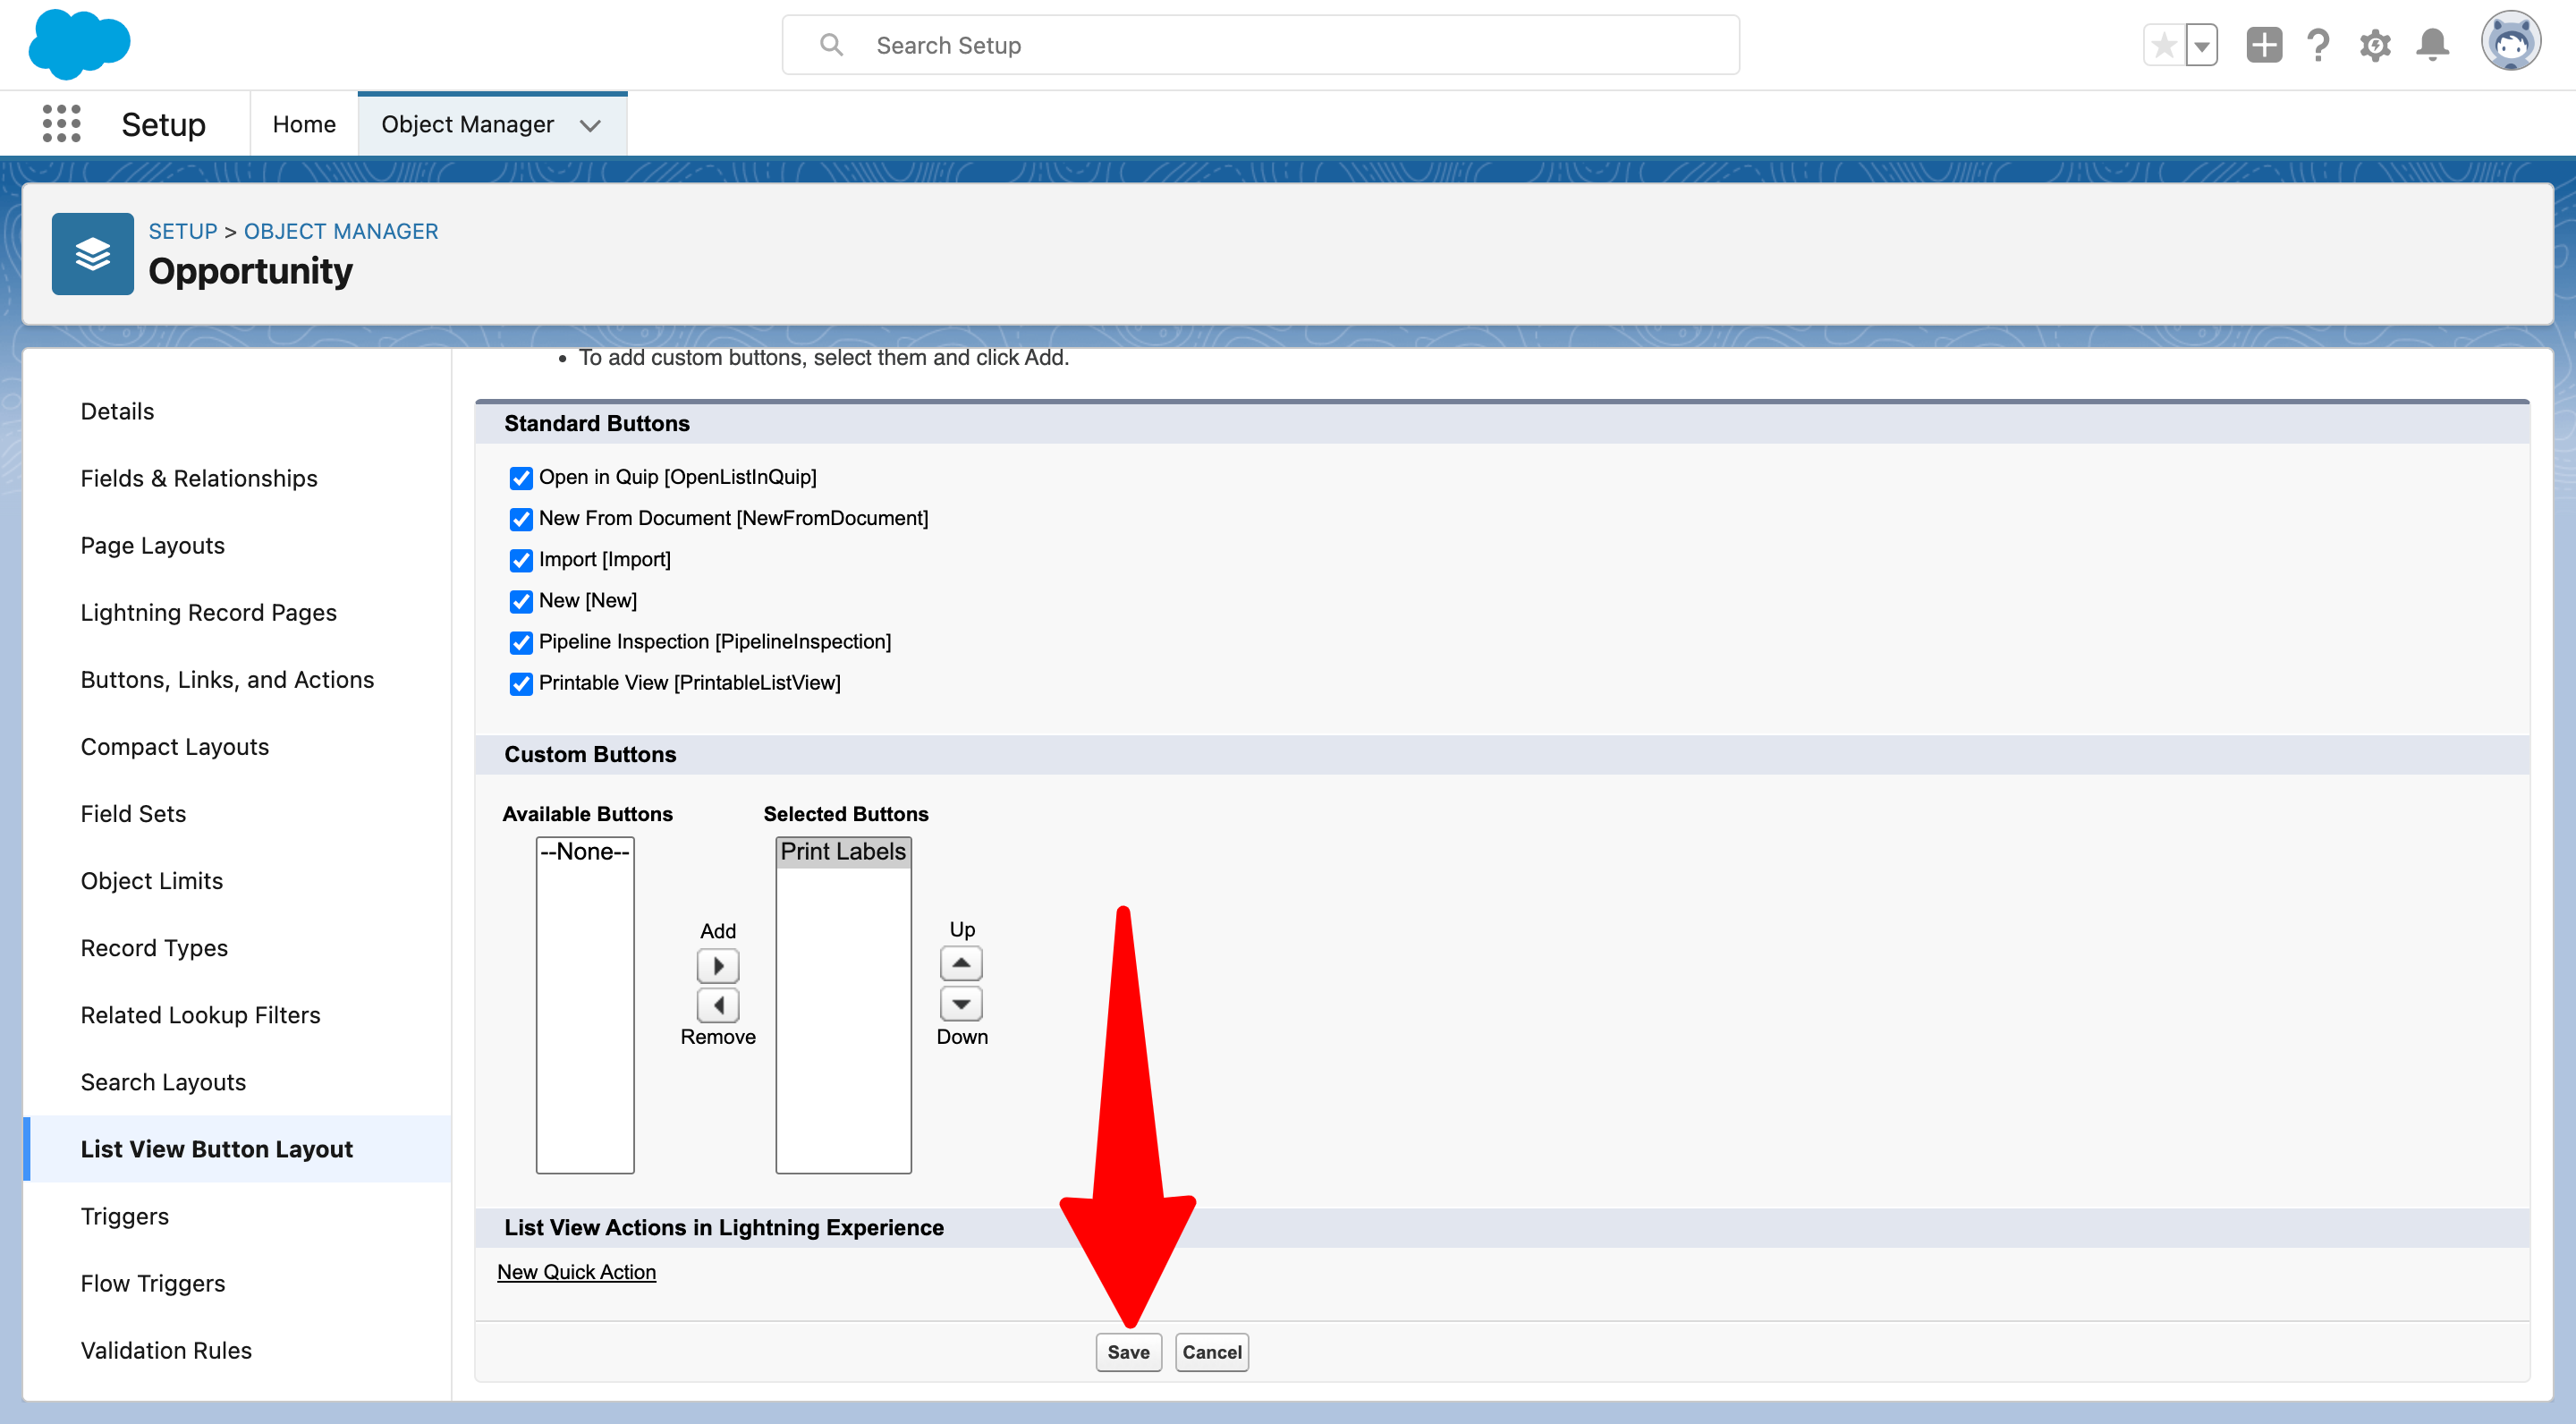 Search Setup
Setup
Home
Object Manager
SETUP > OBJECT MANAGER
Opportunity
Details
Fields & Relationships
Page Layouts
Lightning Record Pages
Buttons, Links, and Actions
Compact Layouts
Field Sets
Object Limits
Record Types
Related Lookup Filters
Search Layouts
List View Button Layout
Triggers
Flow Triggers
Validation Rules
• To add custom buttons, select them and click Add.
Standard Buttons
Open in Quip [OpenListInQuip]
New From Document [NewFromDocument]
Import [Import]
New [New]
Pipeline Inspection [PipelineInspection]
Printable View [PrintableListView]
Custom Buttons
Available Buttons
Selected Buttons
--None--
Print Labels
Add
Remove
Up
Down
List View Actions in Lightning Experience
New Quick Action
Save
Cancel